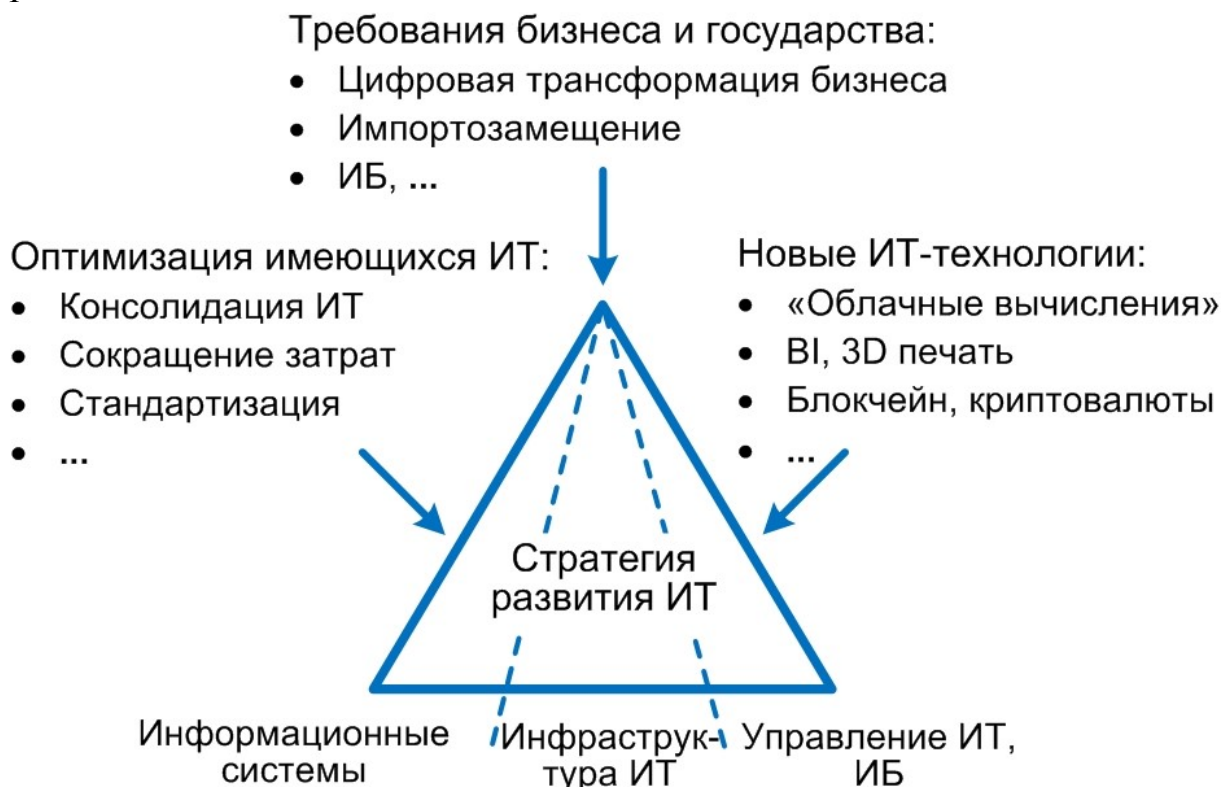 Требования бизнеса и государства:
• Цифровая трансформация бизнеса
• Импортозамещение
• ИБ, ...
Оптимизация имеющихся ИТ:
• Консолидация ИТ
• Сокращение затрат
• Стандартизация
• ...
Новые ИТ-технологии:
• «Облачные вычисления»
• BI, 3D печать
• Блокчейн, криптовалюты
• ...
Стратегия
развития ИТ
Информационные
системы
Инфраструк-
тура ИТ
Управление ИТ,
ИБ